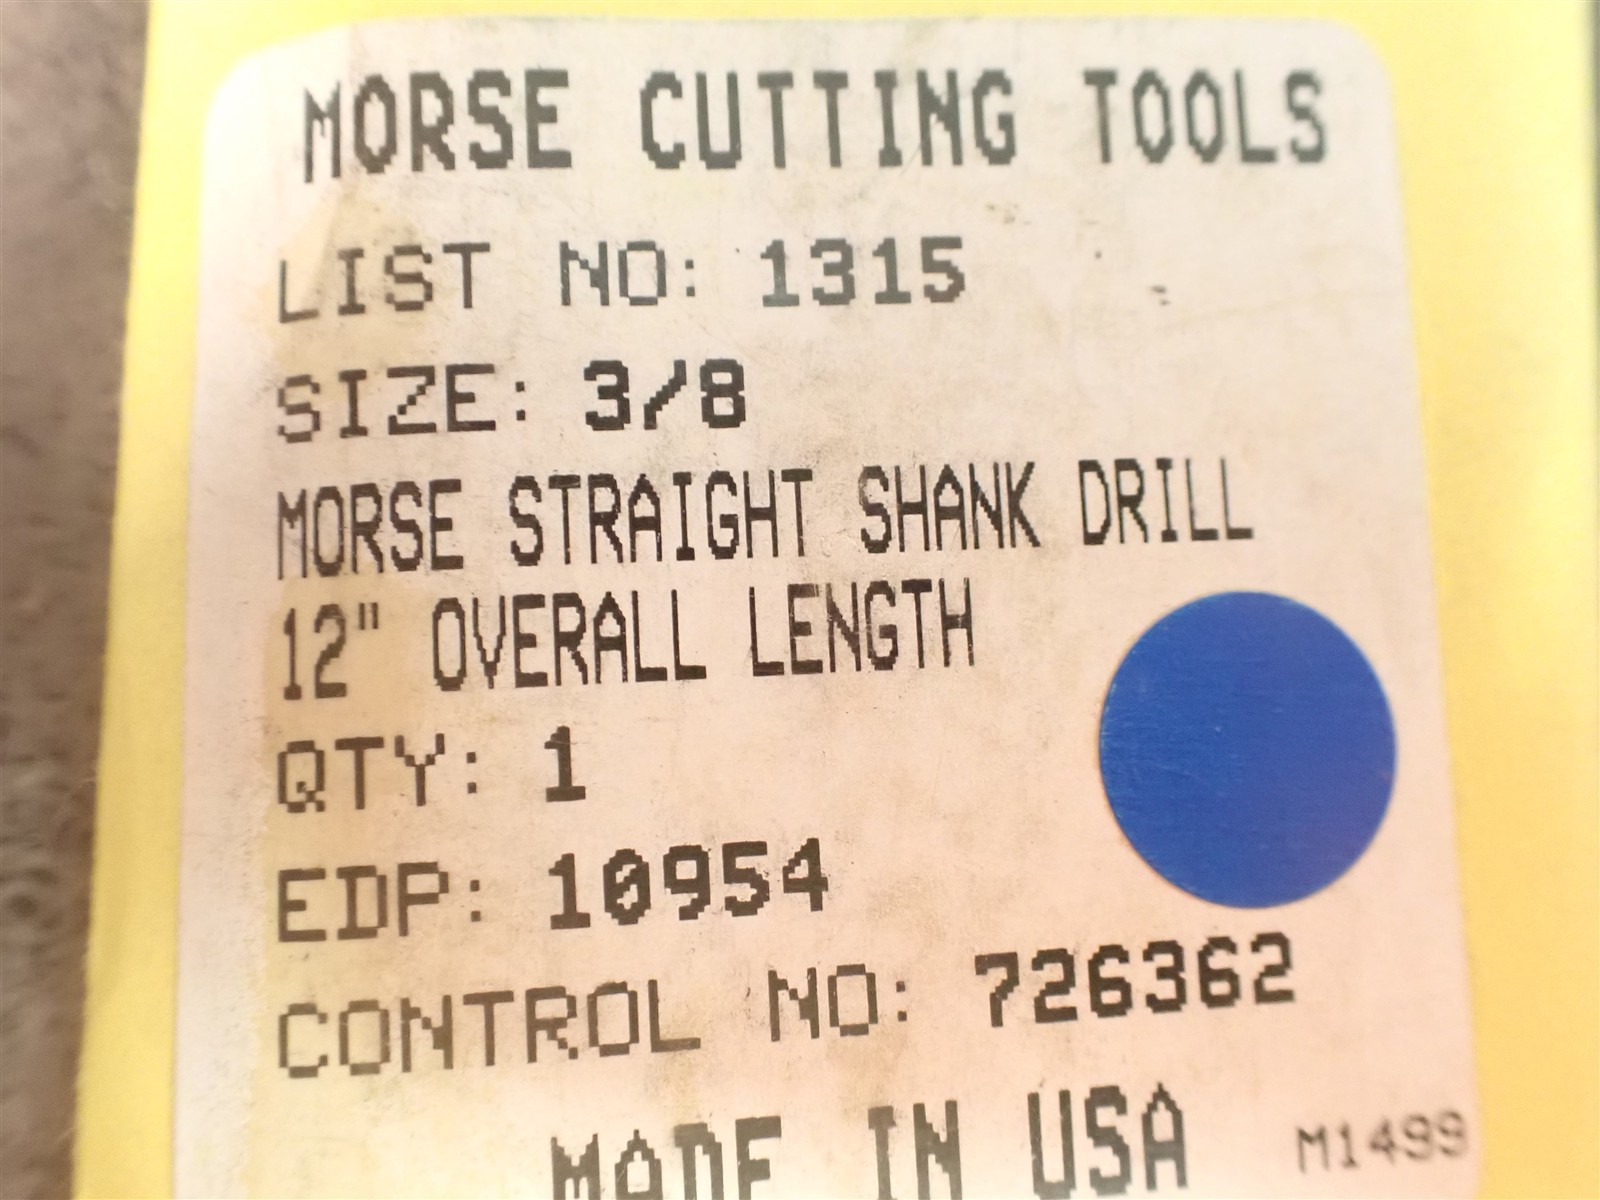 MORSE CUTTING TOOLS
LIST NO: 1315
SIZE: 3/8
MORSE STRAIGHT SHANK DRILL
12" OVERALL LENGTH
QTY: 1
EDP: 10954
CONTROL NO: 726362
MADE IN USA M1499